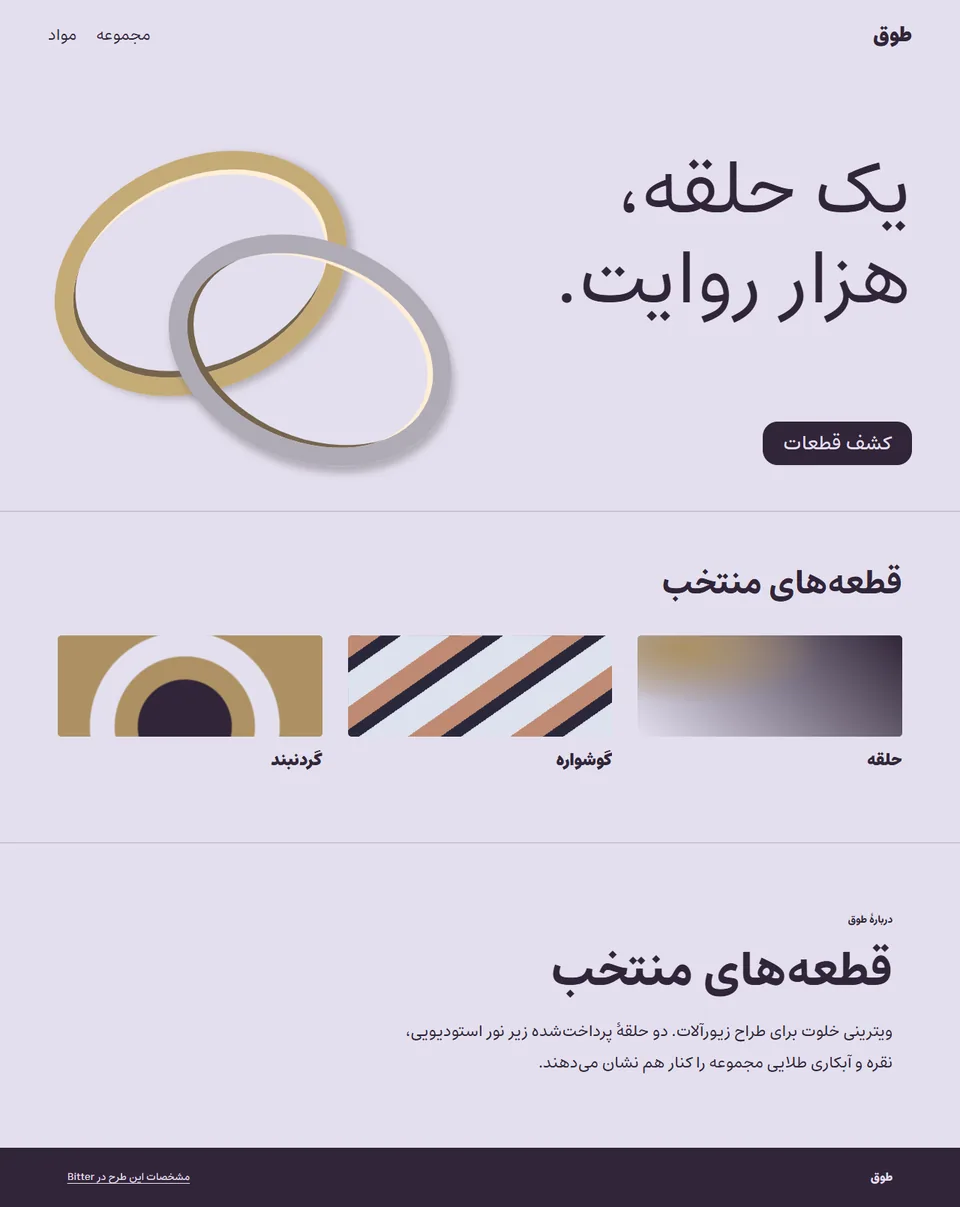 طوق
مجموعه
مواد
یک حلقه،
هزار روایت.
کشف قطعات
قطعه‌های منتخب
حلقه
گوشواره
گردنبند
دربارهٔ طوق
قطعه‌های منتخب
ویترینی خلوت برای طراح زیورآلات. دو حلقهٔ پرداخت‌شده زیر نور استودیویی،
نقره و آبکاری طلایی مجموعه را کنار هم نشان می‌دهند.
طوق
مشخصات این طرح در Bitter